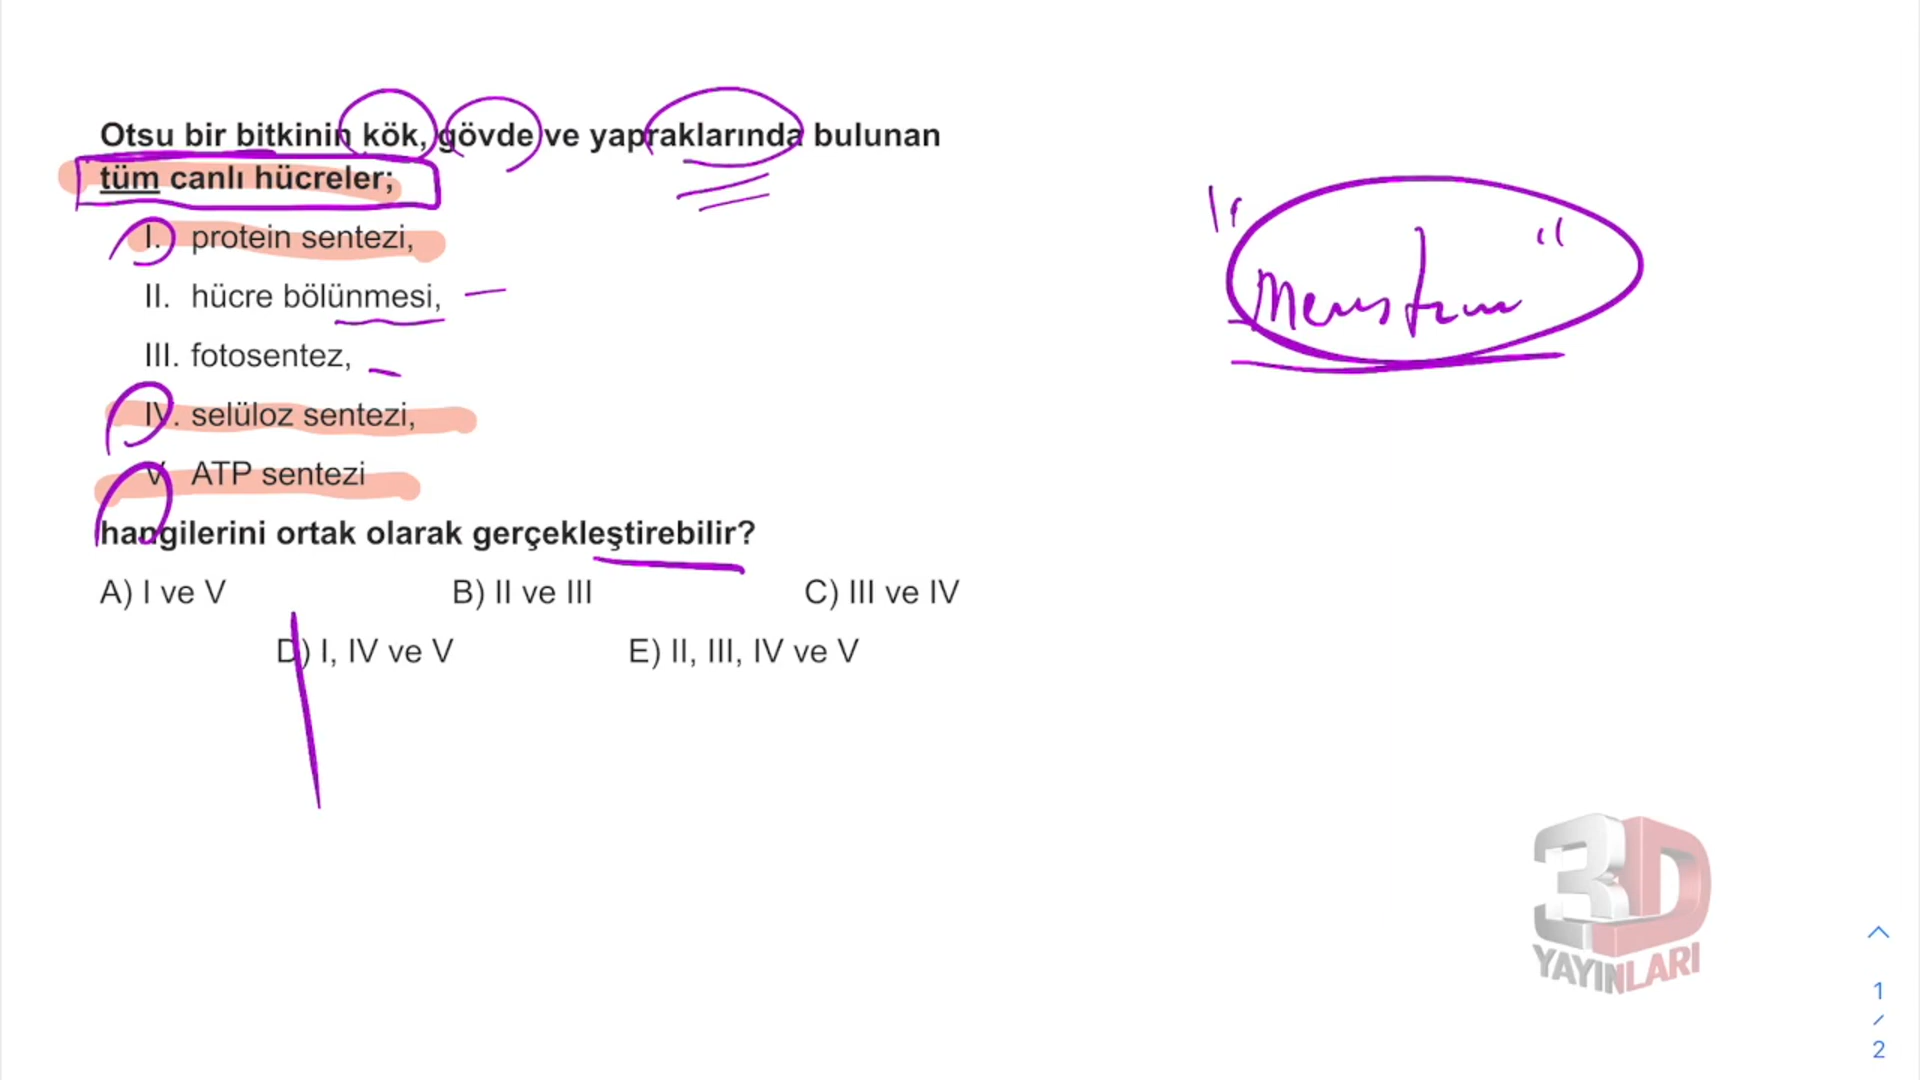 Otsu bir bitkinin kök, gövde ve yapraklarında bulunan
tüm canlı hücreler;
I. protein sentezi,
II. hücre bölünmesi,
III. fotosentez,
IV. selüloz sentezi,
V. ATP sentezi
hangilerini ortak olarak gerçekleştirebilir?
A) I ve V B) II ve III C) III ve IV
D) I, IV ve V E) II, III, IV ve V
"Meristem"
3D
YAYINLARI
1
/
2